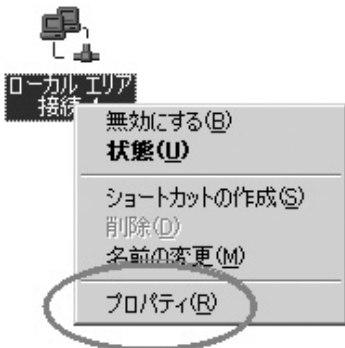 ローカル エリア
接続
無効にする(B)
状態(U)
ショートカットの作成(S)
削除(D)
名前の変更(M)
プロパティ(R)